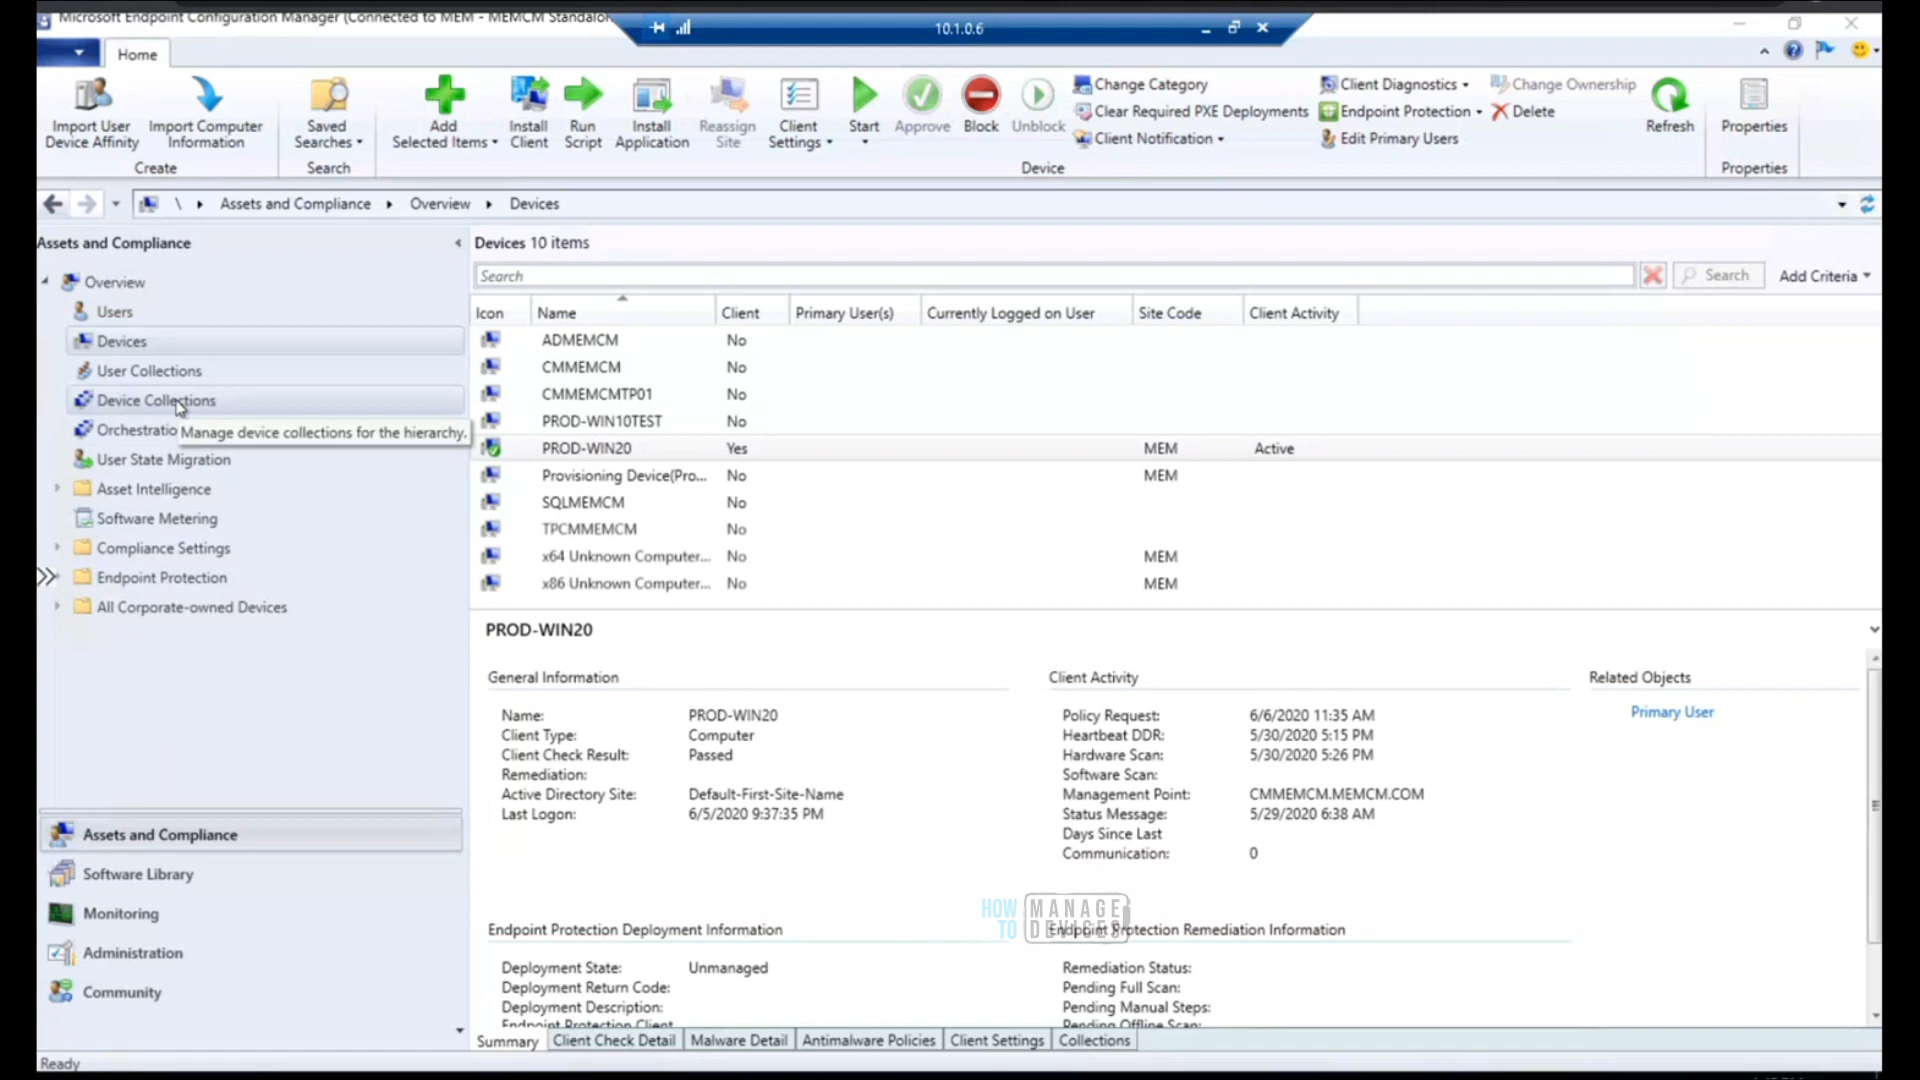 Microsoft Endpoint Configuration Manager (Connected to MEM - MEMCM Standalon
10.1.0.6
Home
Import User Device Affinity
Import Computer Information
Saved Searches
Add Selected Items
Install Client
Run Script
Install Application
Reassign Site
Client Settings
Start
Approve
Block
Unblock
Change Category
Clear Required PXE Deployments
Client Notification
Client Diagnostics
Endpoint Protection
Edit Primary Users
Change Ownership
Delete
Refresh
Properties
Create
Search
Device
Properties
\ Assets and Compliance Overview Devices
Assets and Compliance
Overview
Users
Devices
User Collections
Device Collections
Orchestratio
Manage device collections for the hierarchy.
User State Migration
Asset Intelligence
Software Metering
Compliance Settings
Endpoint Protection
All Corporate-owned Devices
Assets and Compliance
Software Library
Monitoring
Administration
Community
Devices 10 items
Search Search Add Criteria
Icon Name Client Primary User(s) Currently Logged on User Site Code Client Activity
ADMEMCM No
CMMEMCM No
CMMEMCMTP01 No
PROD-WIN10TEST No
PROD-WIN20 Yes MEM Active
Provisioning Device(Pro... No MEM
SQLMEMCM No
TPCMMEMCM No
x64 Unknown Computer... No MEM
x86 Unknown Computer... No MEM
PROD-WIN20
General Information
Name: PROD-WIN20
Client Type: Computer
Client Check Result: Passed
Remediation:
Active Directory Site: Default-First-Site-Name
Last Logon: 6/5/2020 9:37:35 PM
Client Activity
Policy Request: 6/6/2020 11:35 AM
Heartbeat DDR: 5/30/2020 5:15 PM
Hardware Scan: 5/30/2020 5:26 PM
Software Scan:
Management Point: CMMEMCM.MEMCM.COM
Status Message: 5/29/2020 6:38 AM
Days Since Last
Communication: 0
Related Objects
Primary User
HOW TO MANAGE DEVICES
Endpoint Protection Deployment Information
Deployment State: Unmanaged
Deployment Return Code:
Deployment Description:
Endpoint Protection Client
Endpoint Protection Remediation Information
Remediation Status:
Pending Full Scan:
Pending Manual Steps:
Pending Offline Scan:
Summary Client Check Detail Malware Detail Antimalware Policies Client Settings Collections
Ready